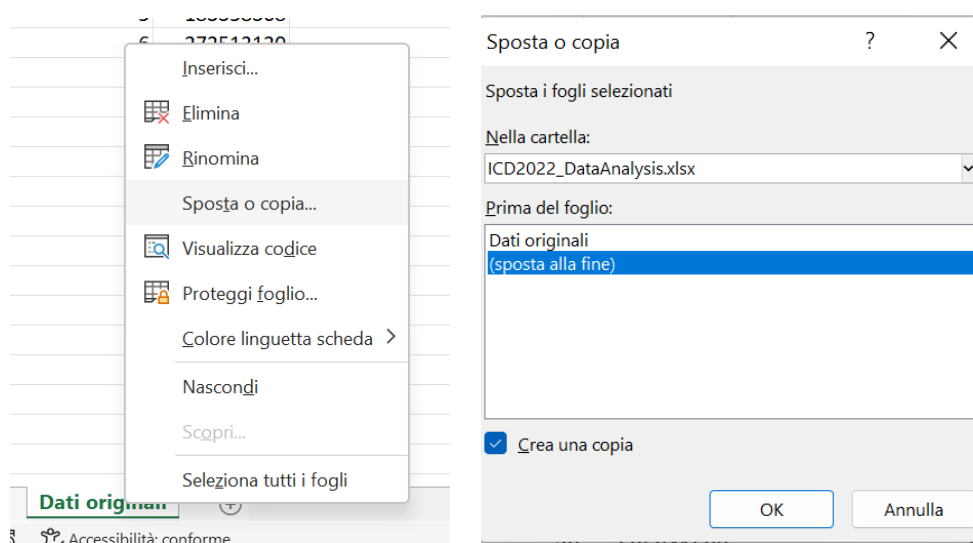 Inserisci...
Elimina
Rinomina
Sposta o copia...
Visualizza codice
Proteggi foglio...
Colore linguetta scheda
Nascondi
Scopri...
Seleziona tutti i fogli
Dati originali
Accessibilità: conforme
Sposta o copia
?
Sposta i fogli selezionati
Nella cartella:
ICD2022_DataAnalysis.xlsx
Prima del foglio:
Dati originali
(sposta alla fine)
Crea una copia
OK Annulla